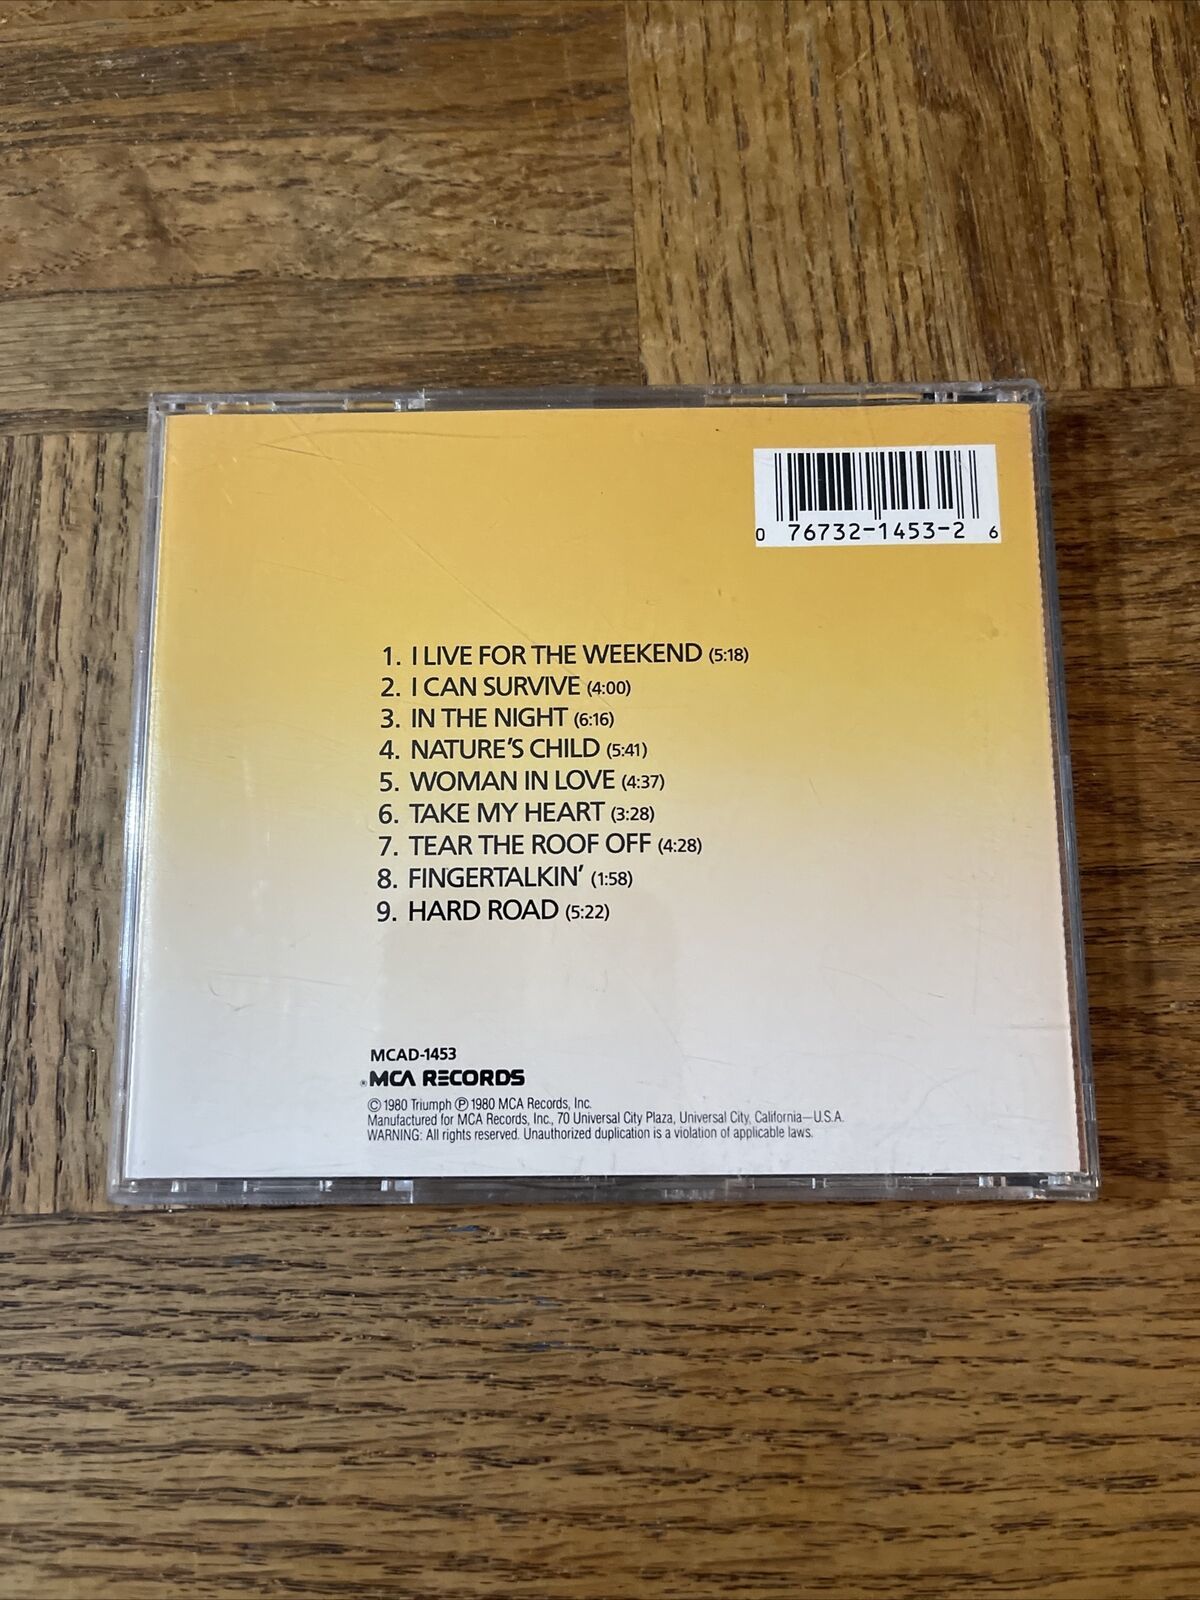 0 76732-1453-2 6
1. I LIVE FOR THE WEEKEND (5:18)
2. I CAN SURVIVE (4:00)
3. IN THE NIGHT (6:16)
4. NATURE'S CHILD (5:41)
5. WOMAN IN LOVE (4:37)
6. TAKE MY HEART (3:28)
7. TEAR THE ROOF OFF (4:28)
8. FINGERTALKIN' (1:58)
9. HARD ROAD (5:22)
MCAD-1453
®MCA RECORDS
© 1980 Triumph ℗ 1980 MCA Records, Inc.
Manufactured for MCA Records, Inc., 70 Universal City Plaza, Universal City, California—U.S.A.
WARNING: All rights reserved. Unauthorized duplication is a violation of applicable laws.